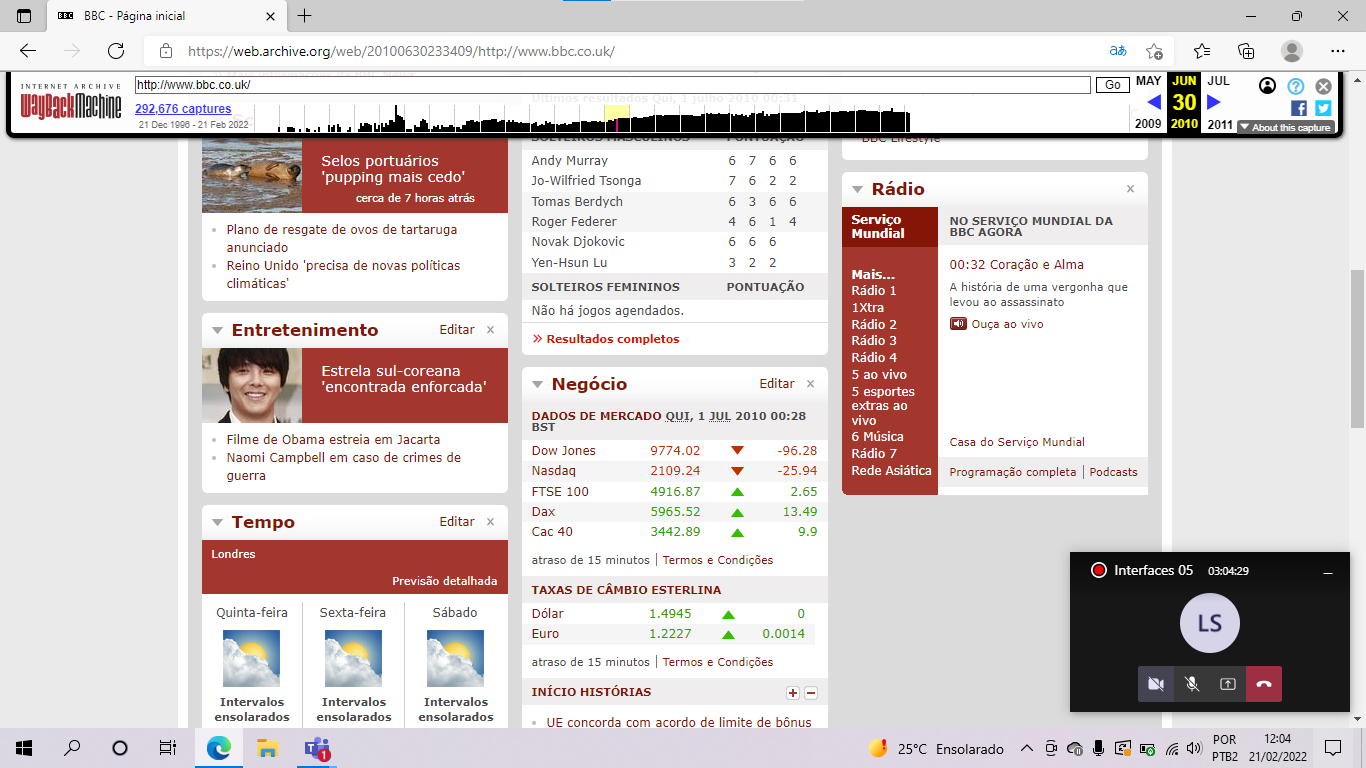 BBC - Página inicial
https://web.archive.org/web/20100630233409/http://www.bbc.co.uk/
INTERNET ARCHIVE
WayBackMachine
http://www.bbc.co.uk/
Go
292,676 captures
21 Dec 1996 - 21 Feb 2022
MAY
JUN
JUL
30
2009
2010
2011
About this capture
Últimos resultados Qui, 1 julho 2010 00:31
Selos portuários
'pupping mais cedo'
cerca de 7 horas atrás
Plano de resgate de ovos de tartaruga
anunciado
Reino Unido 'precisa de novas políticas
climáticas'
Entretenimento
Editar
Estrela sul-coreana
'encontrada enforcada'
Filme de Obama estreia em Jacarta
Naomi Campbell em caso de crimes de
guerra
Tempo
Editar
Londres
Previsão detalhada
Quinta-feira
Sexta-feira
Sábado
Intervalos
ensolarados
Intervalos
ensolarados
Intervalos
ensolarados
SOLTEIROS MASCULINOS PONTUAÇÃO
Andy Murray 6 7 6 6
Jo-Wilfried Tsonga 7 6 2 2
Tomas Berdych 6 3 6 6
Roger Federer 4 6 1 4
Novak Djokovic 6 6 6
Yen-Hsun Lu 3 2 2
SOLTEIROS FEMININOS PONTUAÇÃO
Não há jogos agendados.
Resultados completos
Negócio
Editar
DADOS DE MERCADO QUI, 1 JUL 2010 00:28
BST
Dow Jones 9774.02 -96.28
Nasdaq 2109.24 -25.94
FTSE 100 4916.87 2.65
Dax 5965.52 13.49
Cac 40 3442.89 9.9
atraso de 15 minutos | Termos e Condições
TAXAS DE CÂMBIO ESTERLINA
Dólar 1.4945 0
Euro 1.2227 0.0014
atraso de 15 minutos | Termos e Condições
INÍCIO HISTÓRIAS
UE concorda com acordo de limite de bônus
BBC Lifestyle
Rádio
Serviço
Mundial
Mais...
Rádio 1
1Xtra
Rádio 2
Rádio 3
Rádio 4
5 ao vivo
5 esportes
extras ao
vivo
6 Música
Rádio 7
Rede Asiática
NO SERVIÇO MUNDIAL DA
BBC AGORA
00:32 Coração e Alma
A história de uma vergonha que
levou ao assassinato
Ouça ao vivo
Casa do Serviço Mundial
Programação completa | Podcasts
Interfaces 05 03:04:29
LS
1
25°C Ensolarado
POR
PTB2
12:04
21/02/2022